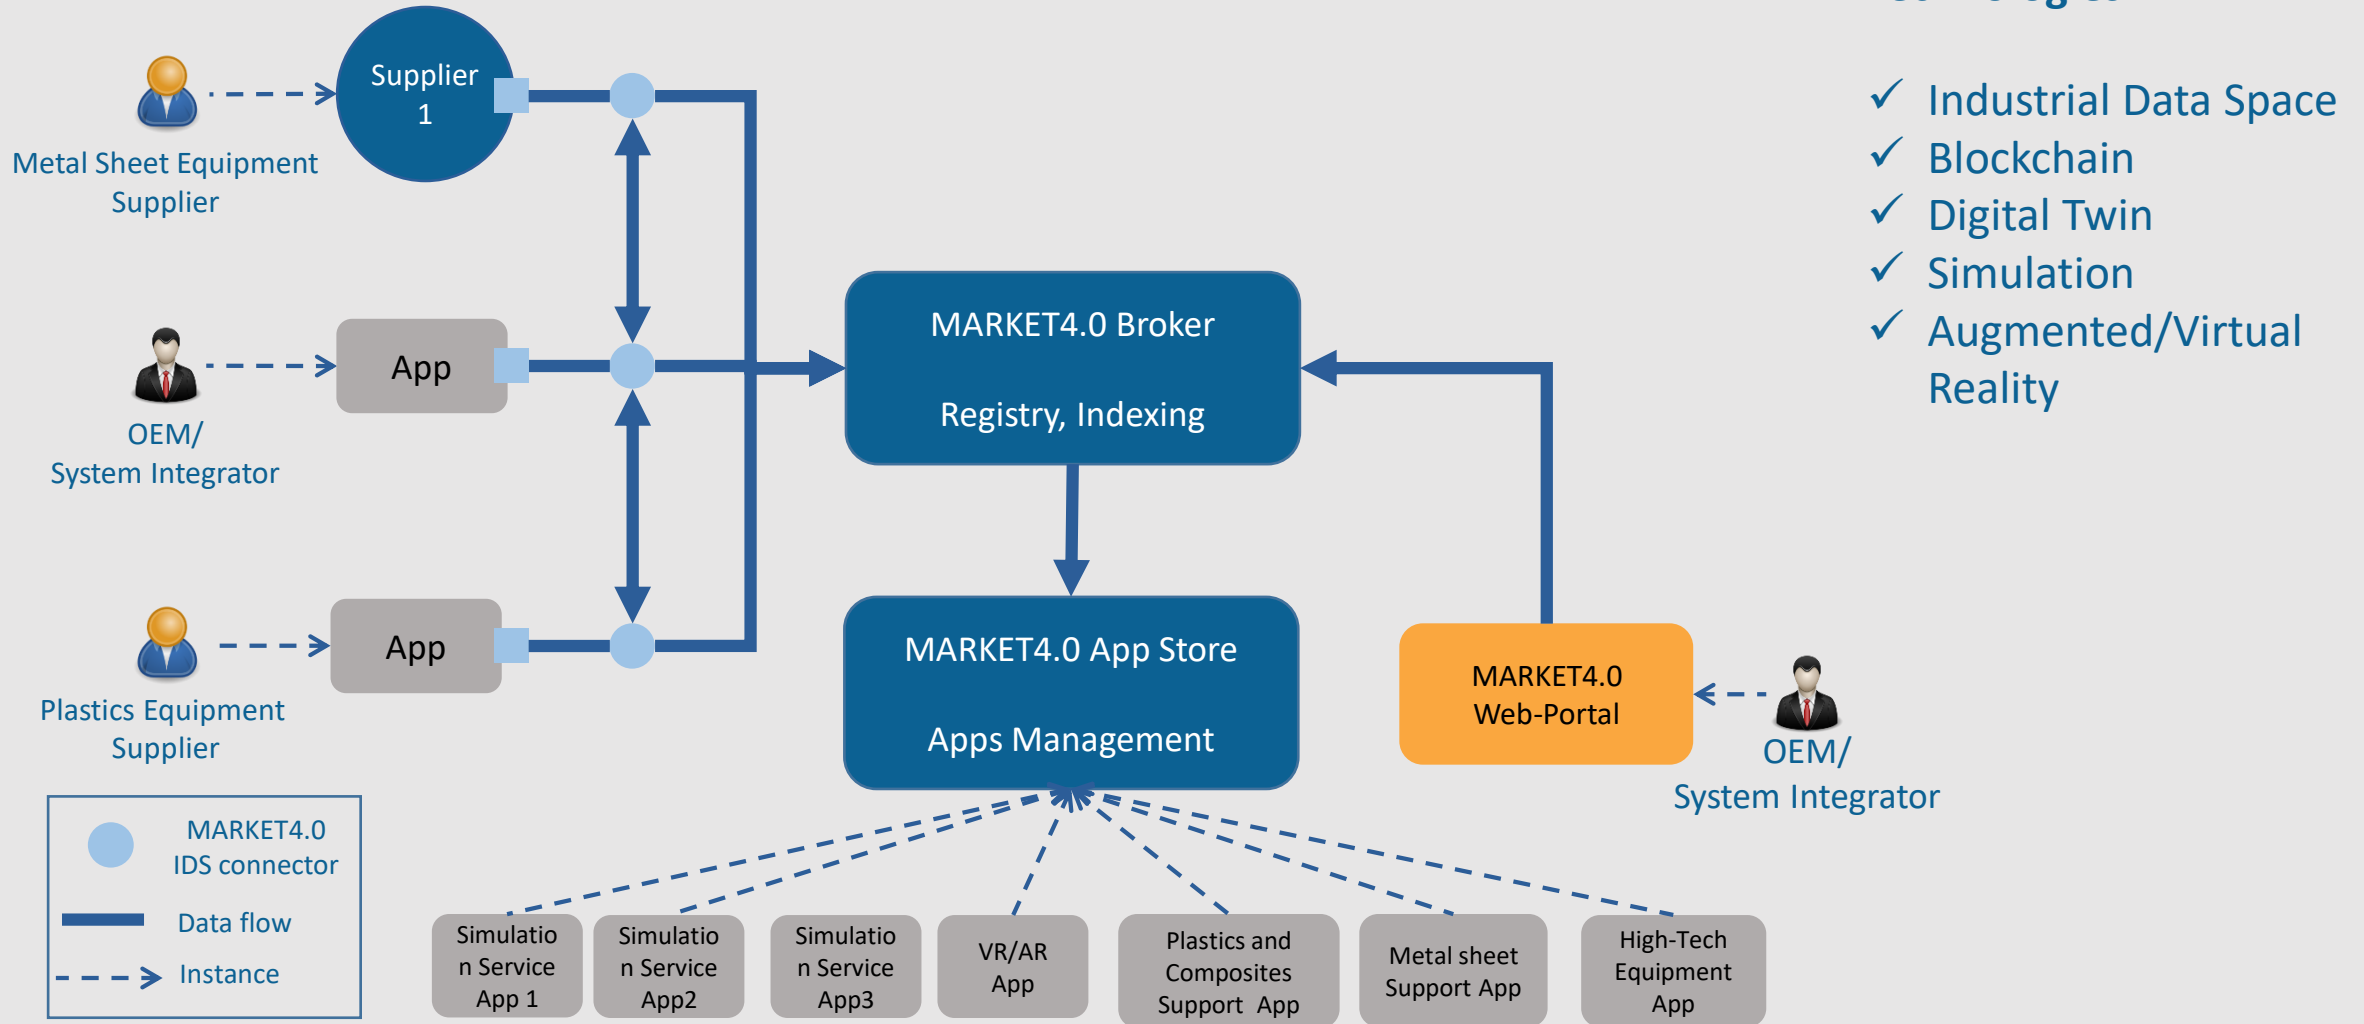 Supplier
1
Metal Sheet Equipment
Supplier
App
OEM/
System Integrator
App
Plastics Equipment
Supplier
MARKET4.0 Broker
Registry, Indexing
MARKET4.0 App Store
Apps Management
MARKET4.0
Web-Portal
OEM/
System Integrator
✓ Industrial Data Space
✓ Blockchain
✓ Digital Twin
✓ Simulation
✓ Augmented/Virtual
Reality
MARKET4.0
IDS connector
Data flow
Instance
Simulatio
n Service
App 1
Simulatio
n Service
App2
Simulatio
n Service
App3
VR/AR
App
Plastics and
Composites
Support App
Metal sheet
Support App
High-Tech
Equipment
App